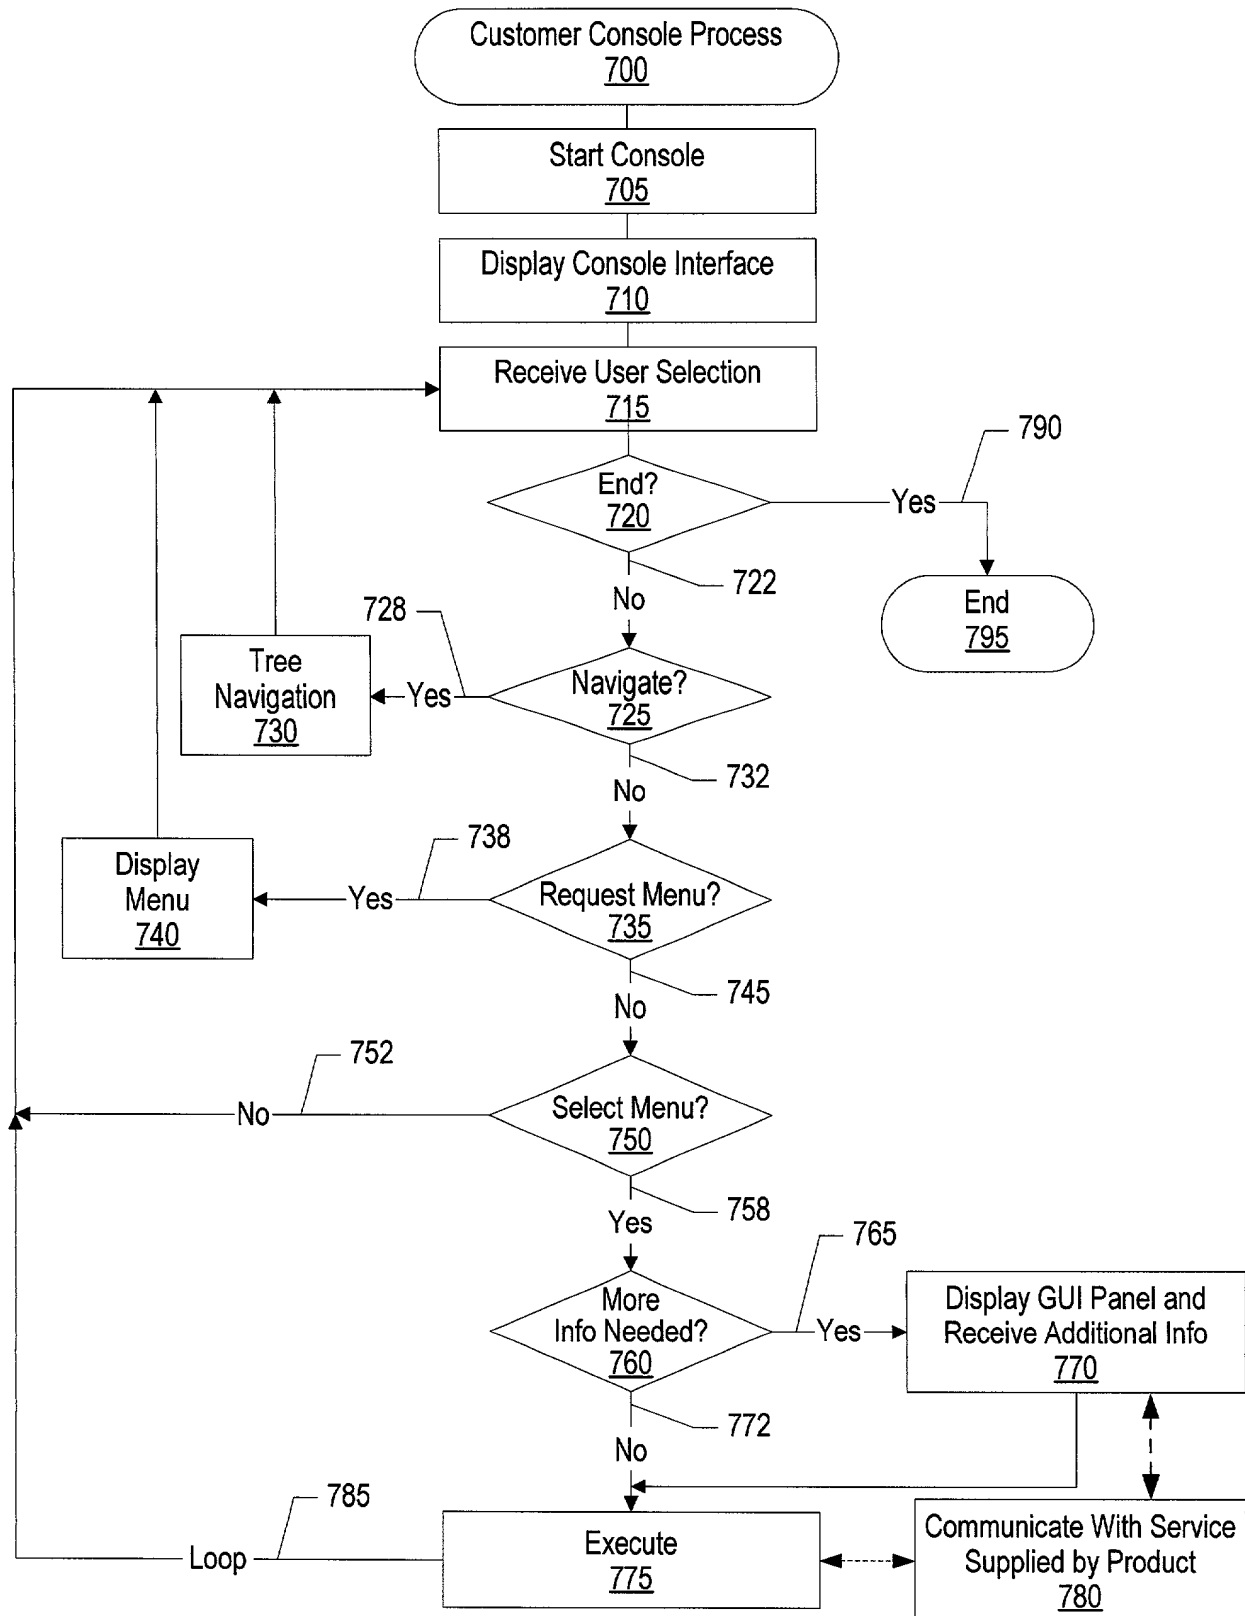 Customer Console Process
700
Start Console
705
Display Console Interface
710
Receive User Selection
715
790
End?
720
Yes
722
End
795
No
728
Tree
Navigation
730
Yes
Navigate?
725
732
No
738
Display
Menu
740
Yes
Request Menu?
735
745
No
752
No
Select Menu?
750
758
Yes
765
More
Info Needed?
760
Yes
Display GUI Panel and
Receive Additional Info
770
772
No
785
Loop
Execute
775
Communicate With Service
Supplied by Product
780